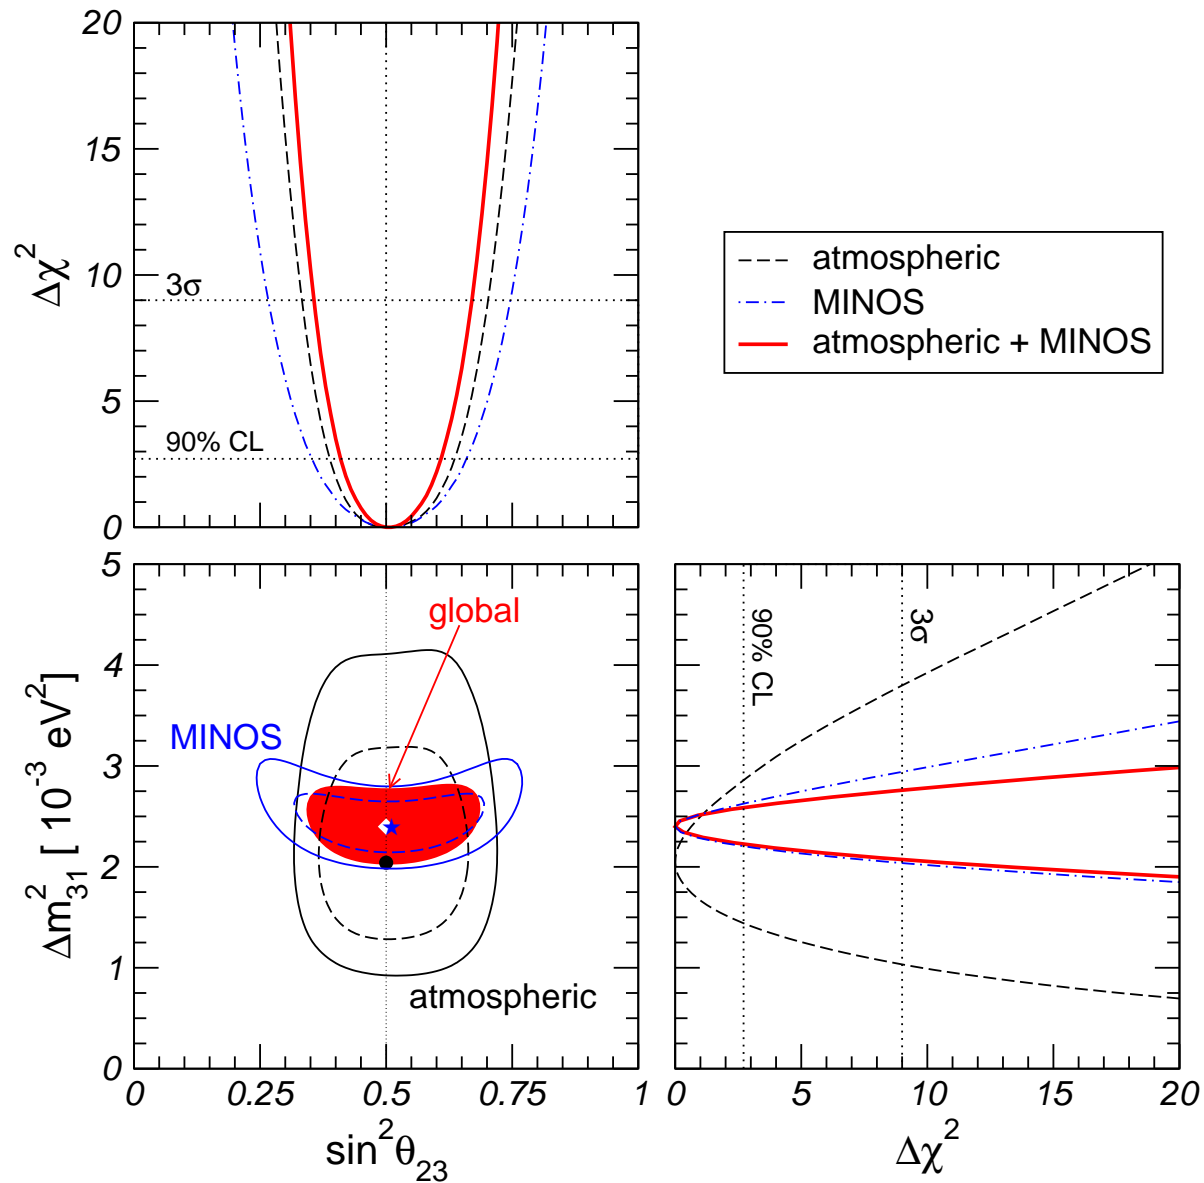 20
15
10
5
0
Δχ²
3σ
90% CL
atmospheric
MINOS
atmospheric + MINOS
5
4
3
2
1
0
Δm²₃₁ [ 10⁻³ eV²]
global
MINOS
atmospheric
90% CL
3σ
0 0.25 0.5 0.75 1
sin²θ₂₃
0 5 10 15 20
Δχ²